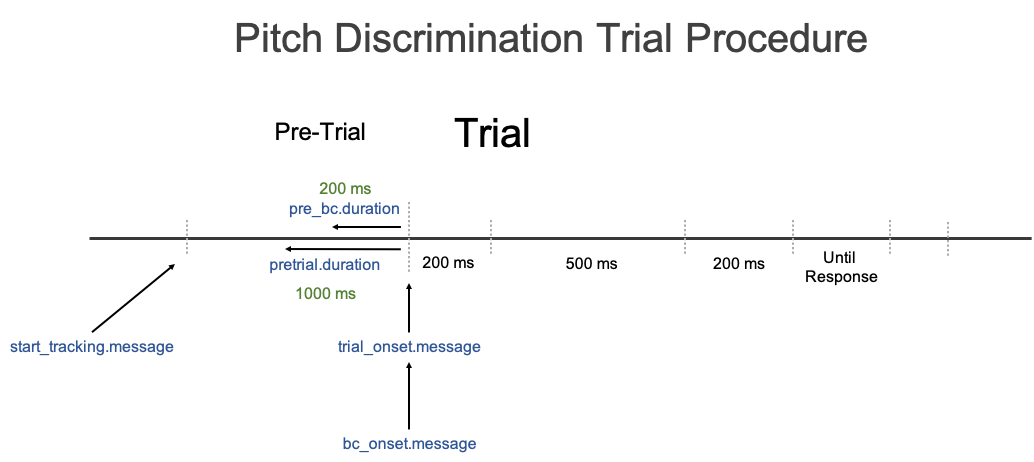 Pitch Discrimination Trial Procedure
Pre-Trial
Trial
200 ms
pre_bc.duration
pretrial.duration
1000 ms
200 ms
500 ms
200 ms
Until
Response
start_tracking.message
trial_onset.message
bc_onset.message